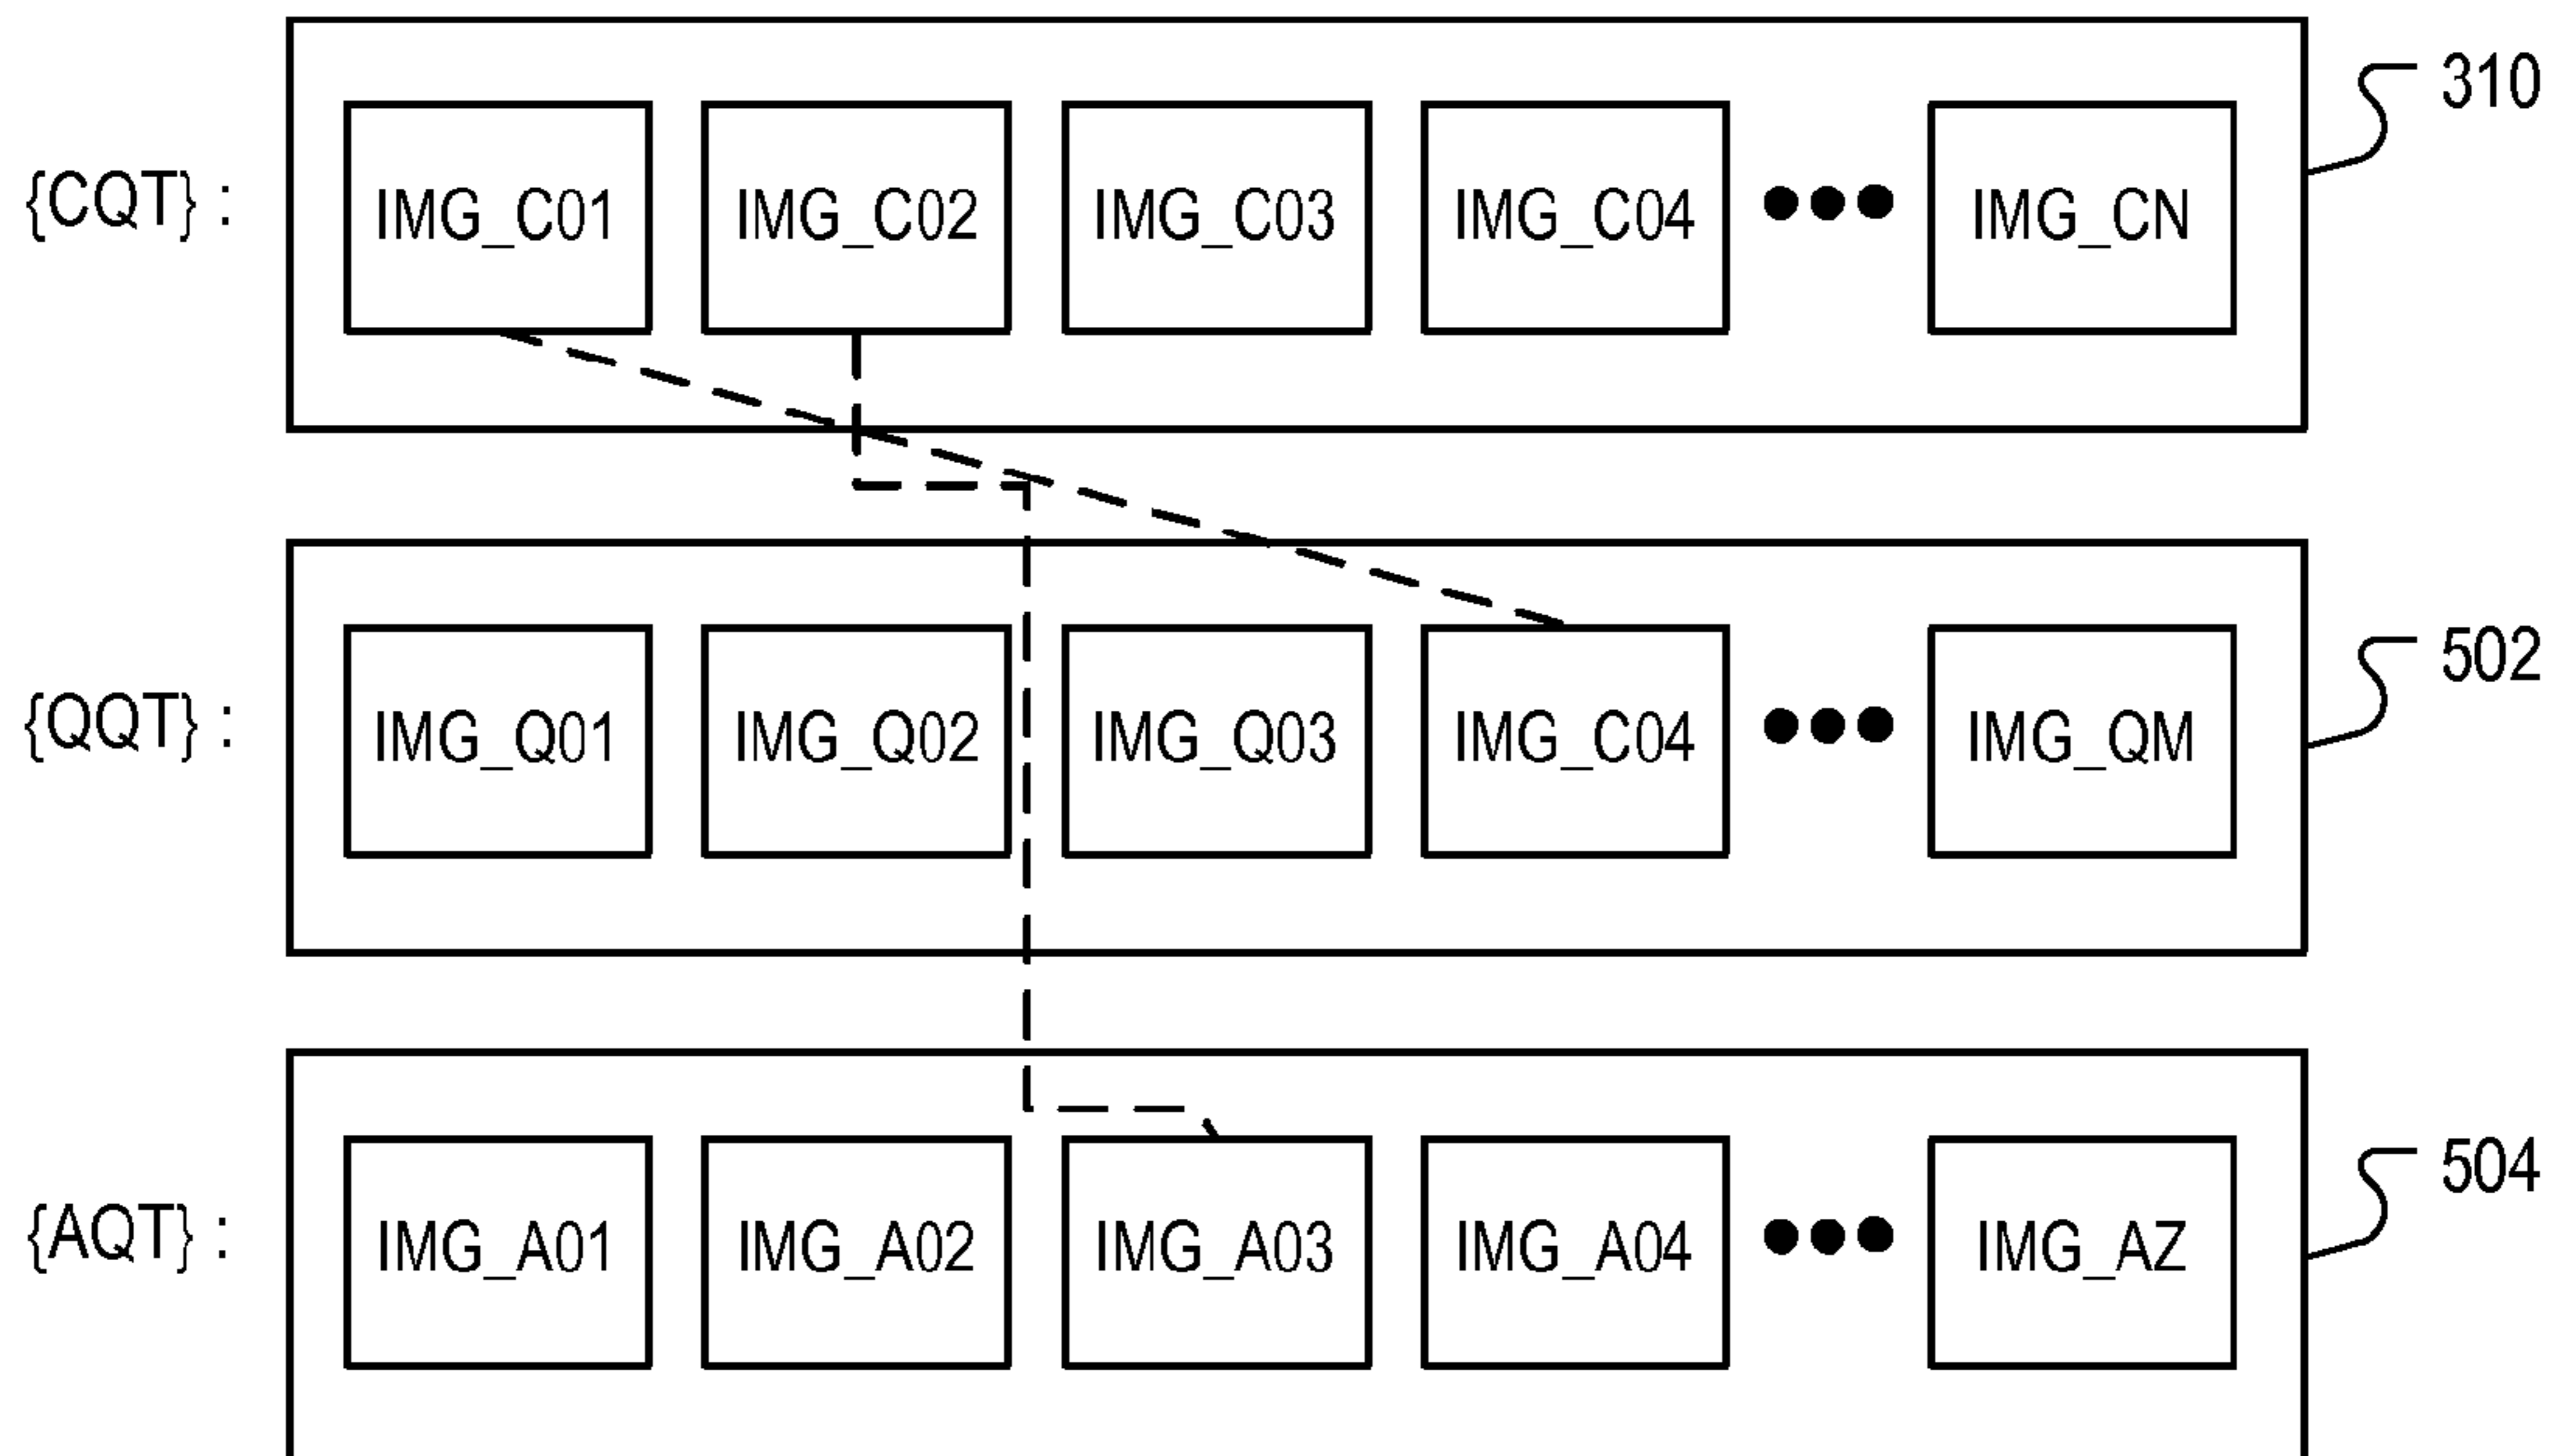 310
{CQT} : IMG_C01 IMG_C02 IMG_C03 IMG_C04 IMG_CN
502
{QQT} : IMG_Q01 IMG_Q02 IMG_Q03 IMG_C04 IMG_QM
504
{AQT} : IMG_A01 IMG_A02 IMG_A03 IMG_A04 IMG_AZ